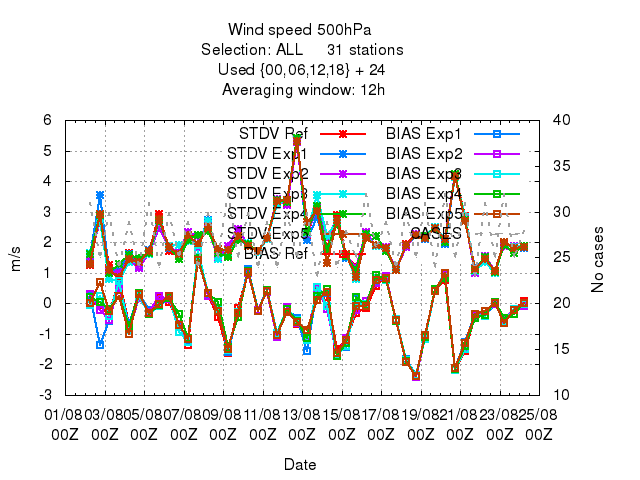 Wind speed 500hPa
Selection: ALL 31 stations
Used {00,06,12,18} + 24
Averaging window: 12h
6 40
STDV Ref BIAS Exp1
5 STDV Exp1 BIAS Exp2 35
4 STDV Exp2 BIAS Exp3
STDV Exp3 BIAS Exp4
3 STDV Exp4 BIAS Exp5 30
STDV Exp5 CASES
2 BIAS Ref 25
1
0 20
-1 15
-2
-3 10
m/s
No cases
01/08 03/08 05/08 07/08 09/08 11/08 13/08 15/08 17/08 19/08 21/08 23/08 25/08
00Z 00Z 00Z 00Z 00Z 00Z 00Z 00Z 00Z 00Z 00Z 00Z 00Z
Date